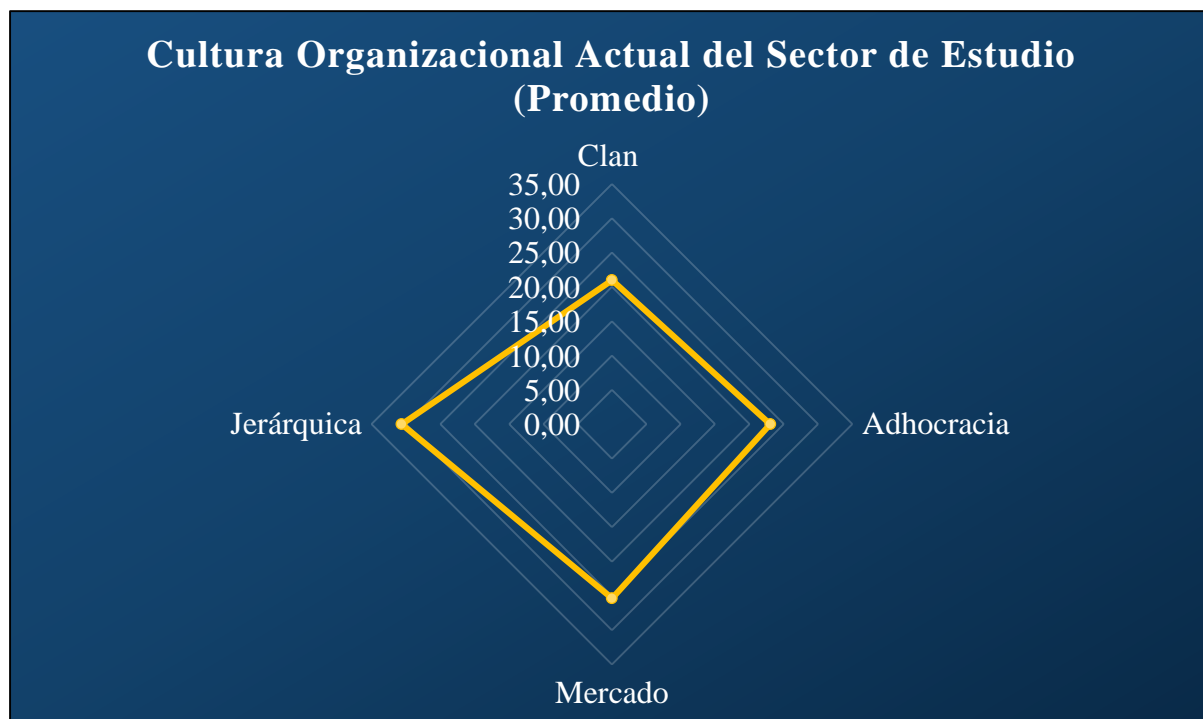 Cultura Organizacional Actual del Sector de Estudio
(Promedio)
Clan
35,00
30,00
25,00
20,00
15,00
10,00
5,00
0,00
Jerárquica
Adhocracia
Mercado